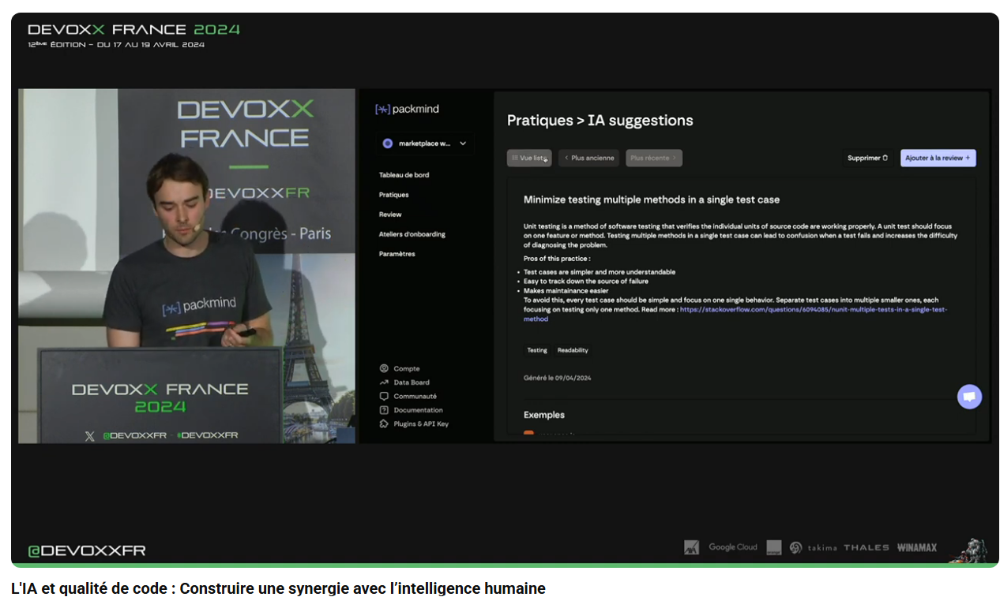 DEVOXX FRANCE 2024
12ÈME ÉDITION - DU 17 AU 19 AVRIL 2024
DEVOXX
FRANCE
DEVOXXFR
Congrès - Paris
packmind
DEVOXX FRANCE
2024
@DEVOXXFR - #DEVOXXFR
[*] packmind
marketplace w...
Tableau de bord
Pratiques
Review
Ateliers d'onboarding
Paramètres
Compte
Data Board
Communauté
Documentation
Plugins & API Key
Pratiques > IA suggestions
Vue liste
< Plus ancienne
Plus récente >
Supprimer
Ajouter à la review +
Minimize testing multiple methods in a single test case
Unit testing is a method of software testing that verifies the individual units of source code are working properly. A unit test should focus
on one feature or method. Testing multiple methods in a single test case can lead to confusion when a test fails and increases the difficulty
of diagnosing the problem.
Pros of this practice :
• Test cases are simpler and more understandable
• Easy to track down the source of failure
• Makes maintainance easier
To avoid this, every test case should be simple and focus on one single behavior. Separate test cases into multiple smaller ones, each
focusing on testing only one method. Read more : https://stackoverflow.com/questions/6094085/nunit-multiple-tests-in-a-single-test-
method
Testing
Readability
Généré le 09/04/2024
Exemples
@DEVOXXFR
AXA
Google Cloud
takima
THALES
WINAMAX
L'IA et qualité de code : Construire une synergie avec l’intelligence humaine